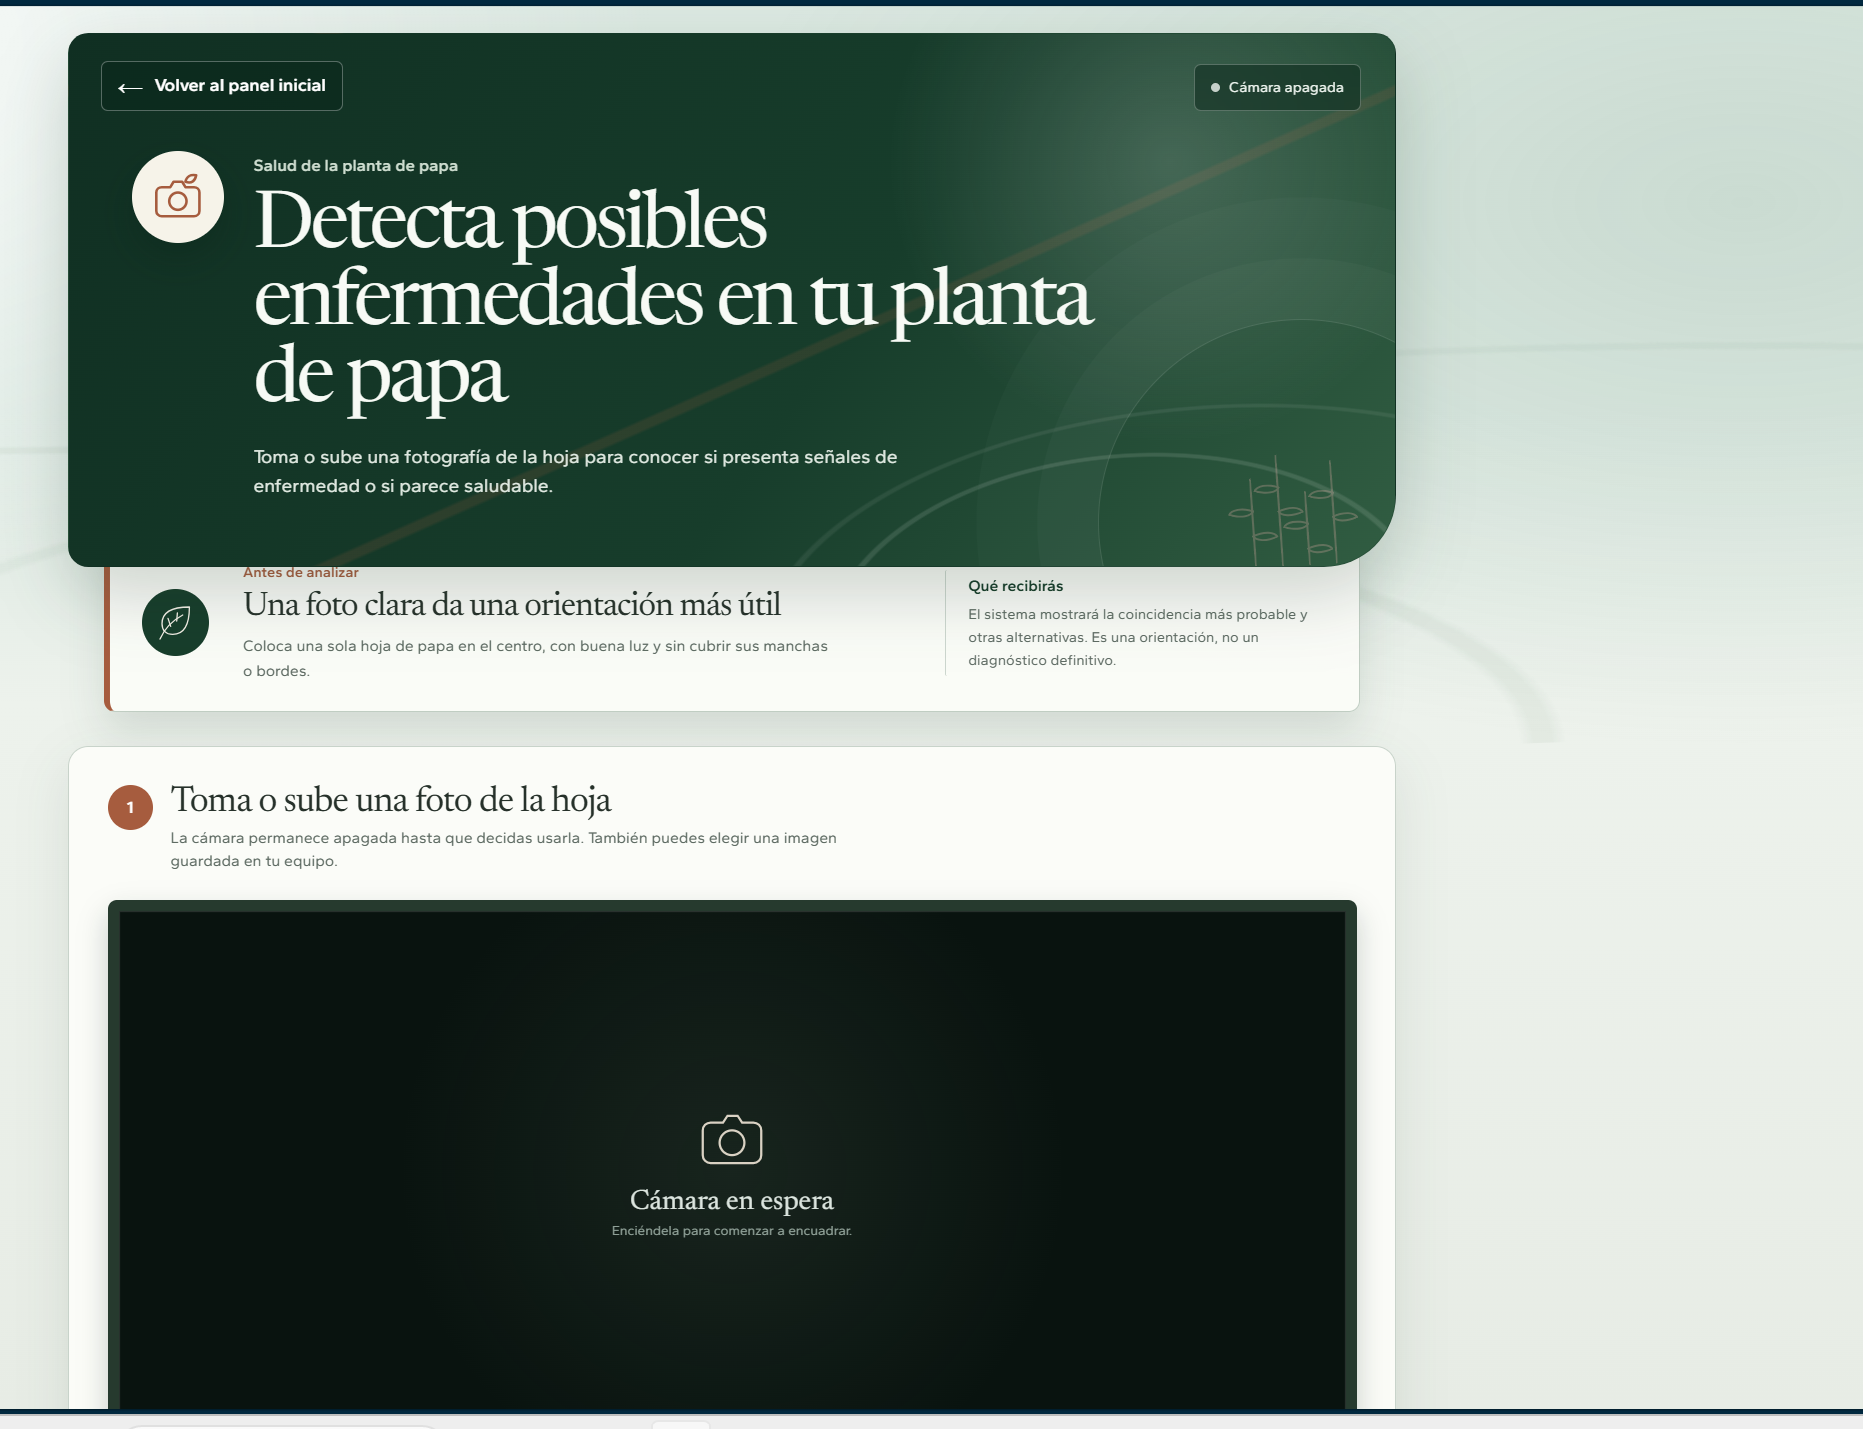 Volver al panel inicial
Cámara apagada
Salud de la planta de papa
Detecta posibles
enfermedades en tu planta
de papa
Toma o sube una fotografía de la hoja para conocer si presenta señales de
enfermedad o si parece saludable.
Antes de analizar
Una foto clara da una orientación más útil
Coloca una sola hoja de papa en el centro, con buena luz y sin cubrir sus manchas
o bordes.
Qué recibirás
El sistema mostrará la coincidencia más probable y
otras alternativas. Es una orientación, no un
diagnóstico definitivo.
1
Toma o sube una foto de la hoja
La cámara permanece apagada hasta que decidas usarla. También puedes elegir una imagen
guardada en tu equipo.
Cámara en espera
Enciéndela para comenzar a encuadrar.